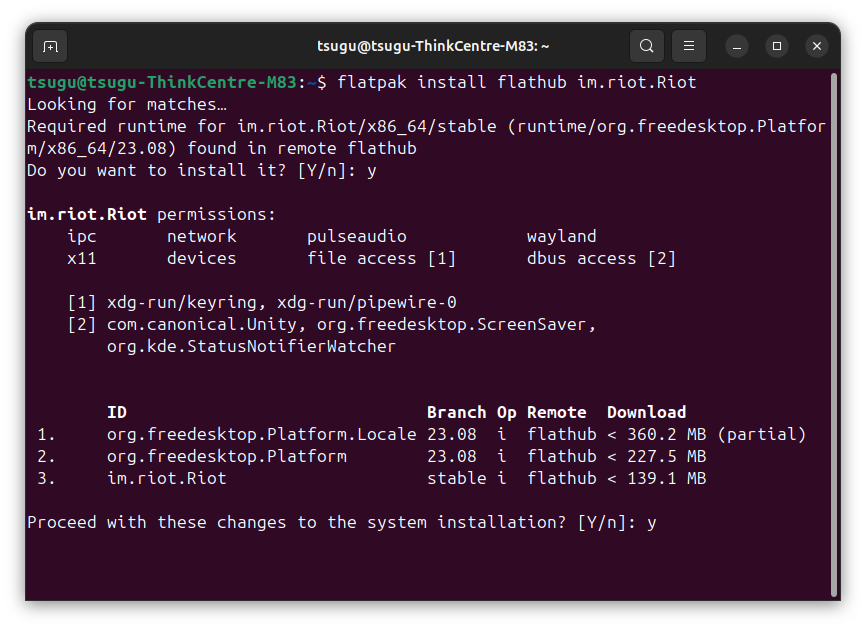 tsugu@tsugu-ThinkCentre-M83: ~
tsugu@tsugu-ThinkCentre-M83:~$ flatpak install flathub im.riot.Riot
Looking for matches…
Required runtime for im.riot.Riot/x86_64/stable (runtime/org.freedesktop.Platfor
m/x86_64/23.08) found in remote flathub
Do you want to install it? [Y/n]: y
im.riot.Riot permissions:
ipc network pulseaudio wayland
x11 devices file access [1] dbus access [2]
[1] xdg-run/keyring, xdg-run/pipewire-0
[2] com.canonical.Unity, org.freedesktop.ScreenSaver,
org.kde.StatusNotifierWatcher
ID Branch Op Remote Download
1. org.freedesktop.Platform.Locale 23.08 i flathub < 360.2 MB (partial)
2. org.freedesktop.Platform 23.08 i flathub < 227.5 MB
3. im.riot.Riot stable i flathub < 139.1 MB
Proceed with these changes to the system installation? [Y/n]: y